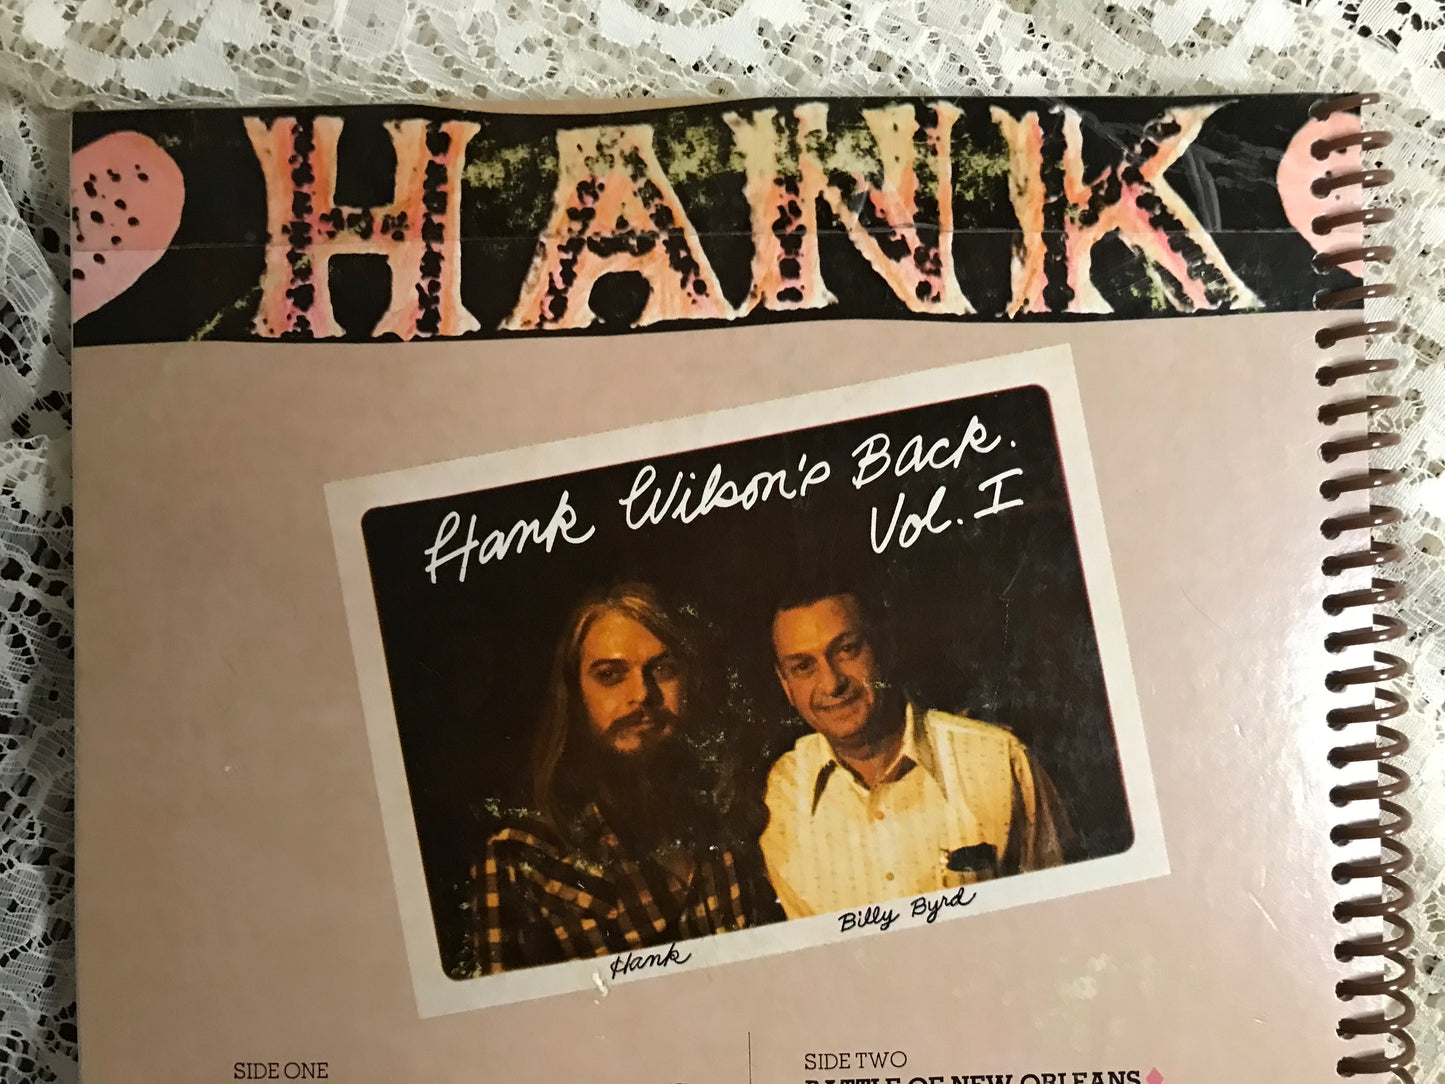 HANK
Hank Wilson's Back.
Vol. I
Hank
Billy Byrd
SIDE ONE
SIDE TWO
BATTLE OF NEW ORLEANS